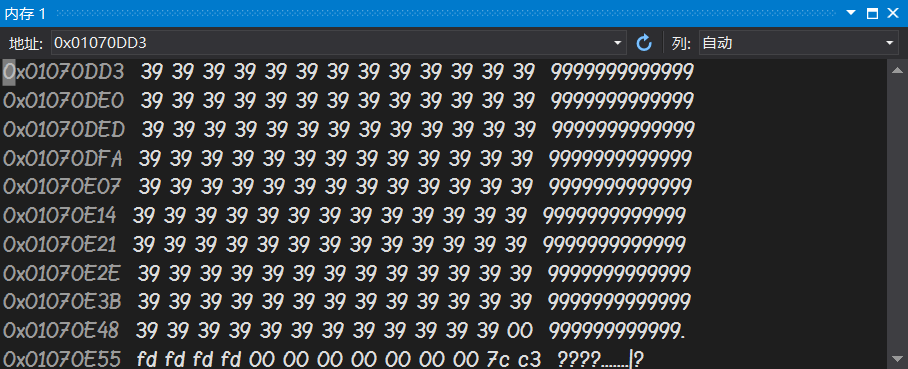 内存 1
地址: 0x01070DD3 列: 自动
0x01070DD3 39 39 39 39 39 39 39 39 39 39 39 39 39 9999999999999
0x01070DE0 39 39 39 39 39 39 39 39 39 39 39 39 39 9999999999999
0x01070DED 39 39 39 39 39 39 39 39 39 39 39 39 39 9999999999999
0x01070DFA 39 39 39 39 39 39 39 39 39 39 39 39 39 9999999999999
0x01070E07 39 39 39 39 39 39 39 39 39 39 39 39 39 9999999999999
0x01070E14 39 39 39 39 39 39 39 39 39 39 39 39 39 9999999999999
0x01070E21 39 39 39 39 39 39 39 39 39 39 39 39 39 9999999999999
0x01070E2E 39 39 39 39 39 39 39 39 39 39 39 39 39 9999999999999
0x01070E3B 39 39 39 39 39 39 39 39 39 39 39 39 39 9999999999999
0x01070E48 39 39 39 39 39 39 39 39 39 39 39 39 00 999999999999.
0x01070E55 fd fd fd fd 00 00 00 00 00 00 00 7c c3 ????.......|?